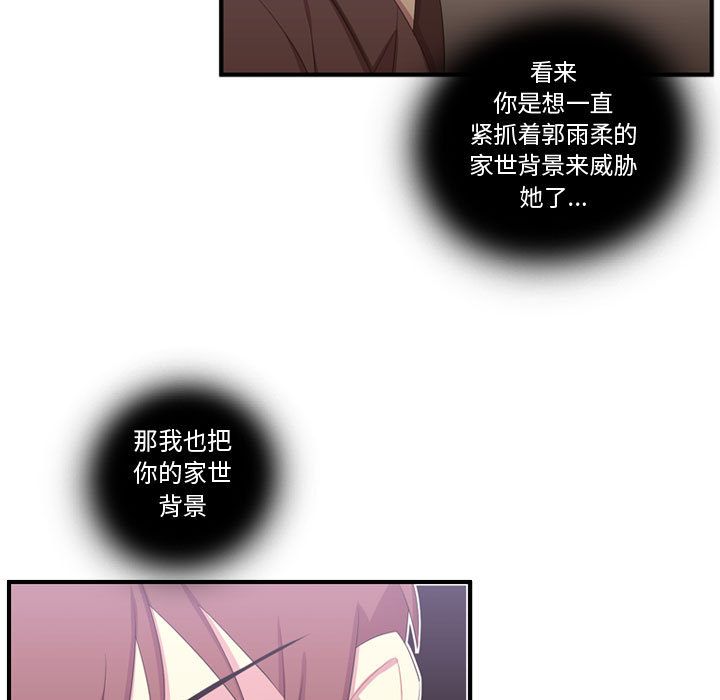 看来
你是想一直
紧抓着郭雨柔的
家世背景来威胁
她了...
那我也把
你的家世
背景